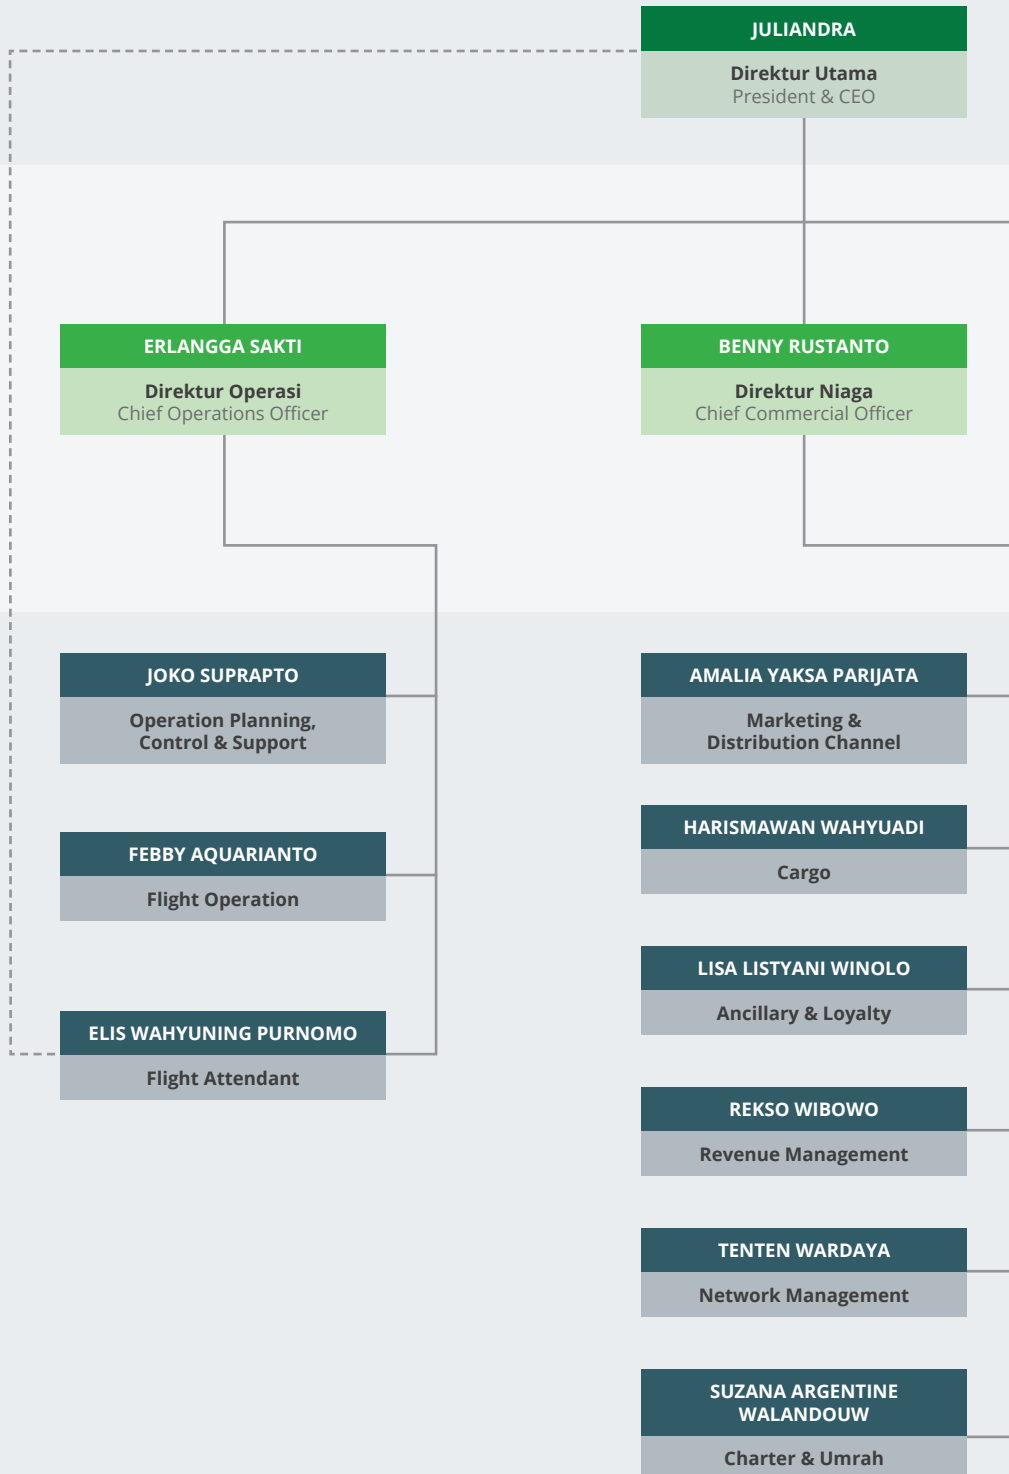 JULIANDRA
Direktur Utama
President & CEO
ERLANGGA SAKTI
Direktur Operasi
Chief Operations Officer
BENNY RUSTANTO
Direktur Niaga
Chief Commercial Officer
JOKO SUPRAPTO
Operation Planning,
Control & Support
FEBBY AQUARIANTO
Flight Operation
ELIS WAHYUNING PURNOMO
Flight Attendant
AMALIA YAKSA PARIJATA
Marketing &
Distribution Channel
HARISMAWAN WAHYUADI
Cargo
LISA LISTYANI WINOLO
Ancillary & Loyalty
REKSO WIBOWO
Revenue Management
TENTEN WARDAYA
Network Management
SUZANA ARGENTINE
WALANDOUW
Charter & Umrah